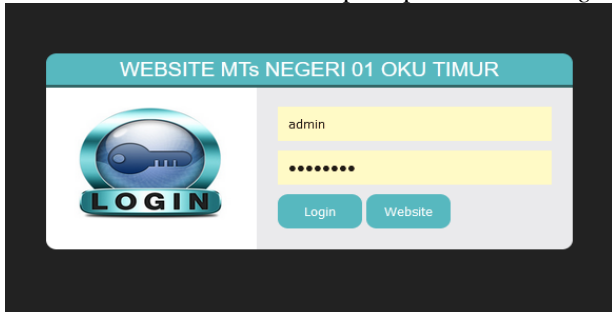 WEBSITE MTs NEGERI 01 OKU TIMUR
admin
••••••••
LOGIN
Login Website